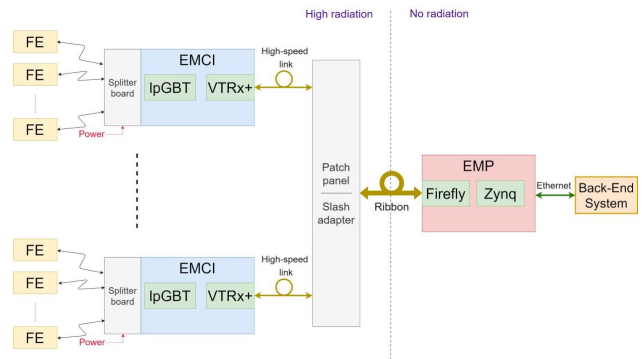 High radiation
No radiation
FE
FE
FE
Splitter
board
Power
EMCI
lpGBT
VTRx+
High-speed
link
Patch
panel
Slash
adapter
Ribbon
EMP
Firefly
Zynq
Ethernet
Back-End
System
FE
FE
FE
Splitter
board
Power
EMCI
lpGBT
VTRx+
High-speed
link